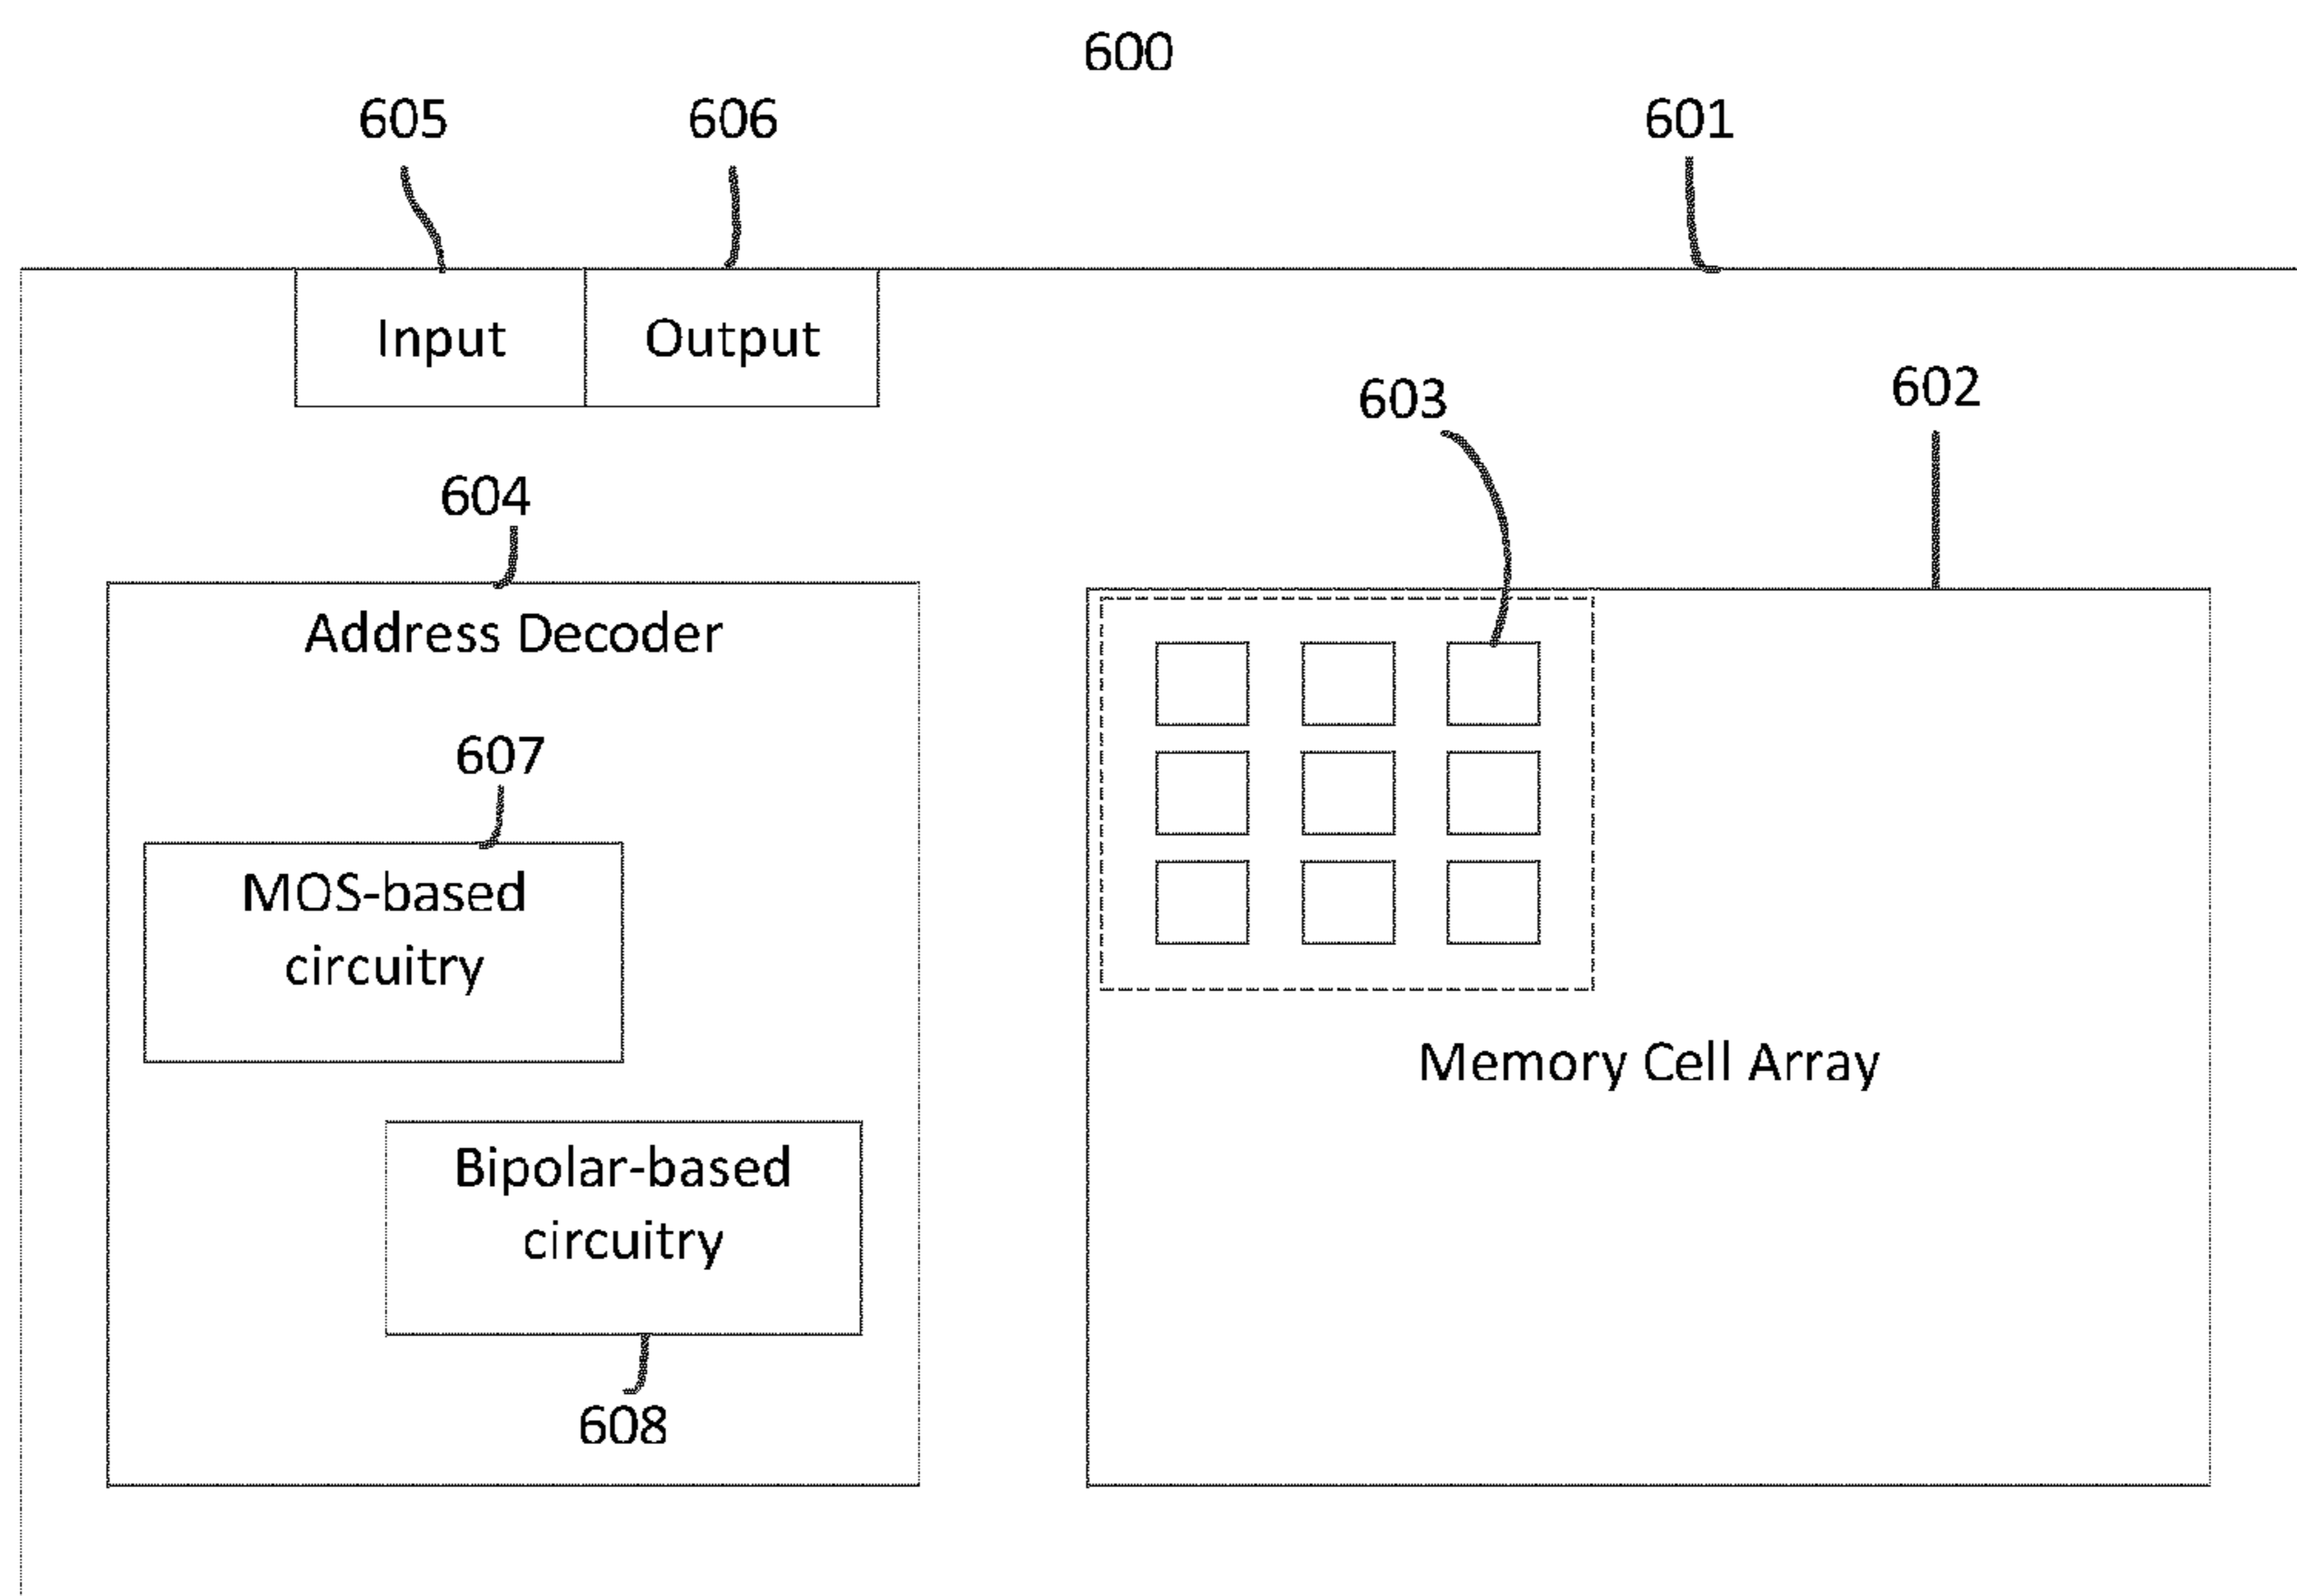 600
605
606
601
Input
Output
603
602
604
Address Decoder
607
MOS-based
circuitry
Memory Cell Array
Bipolar-based
circuitry
608